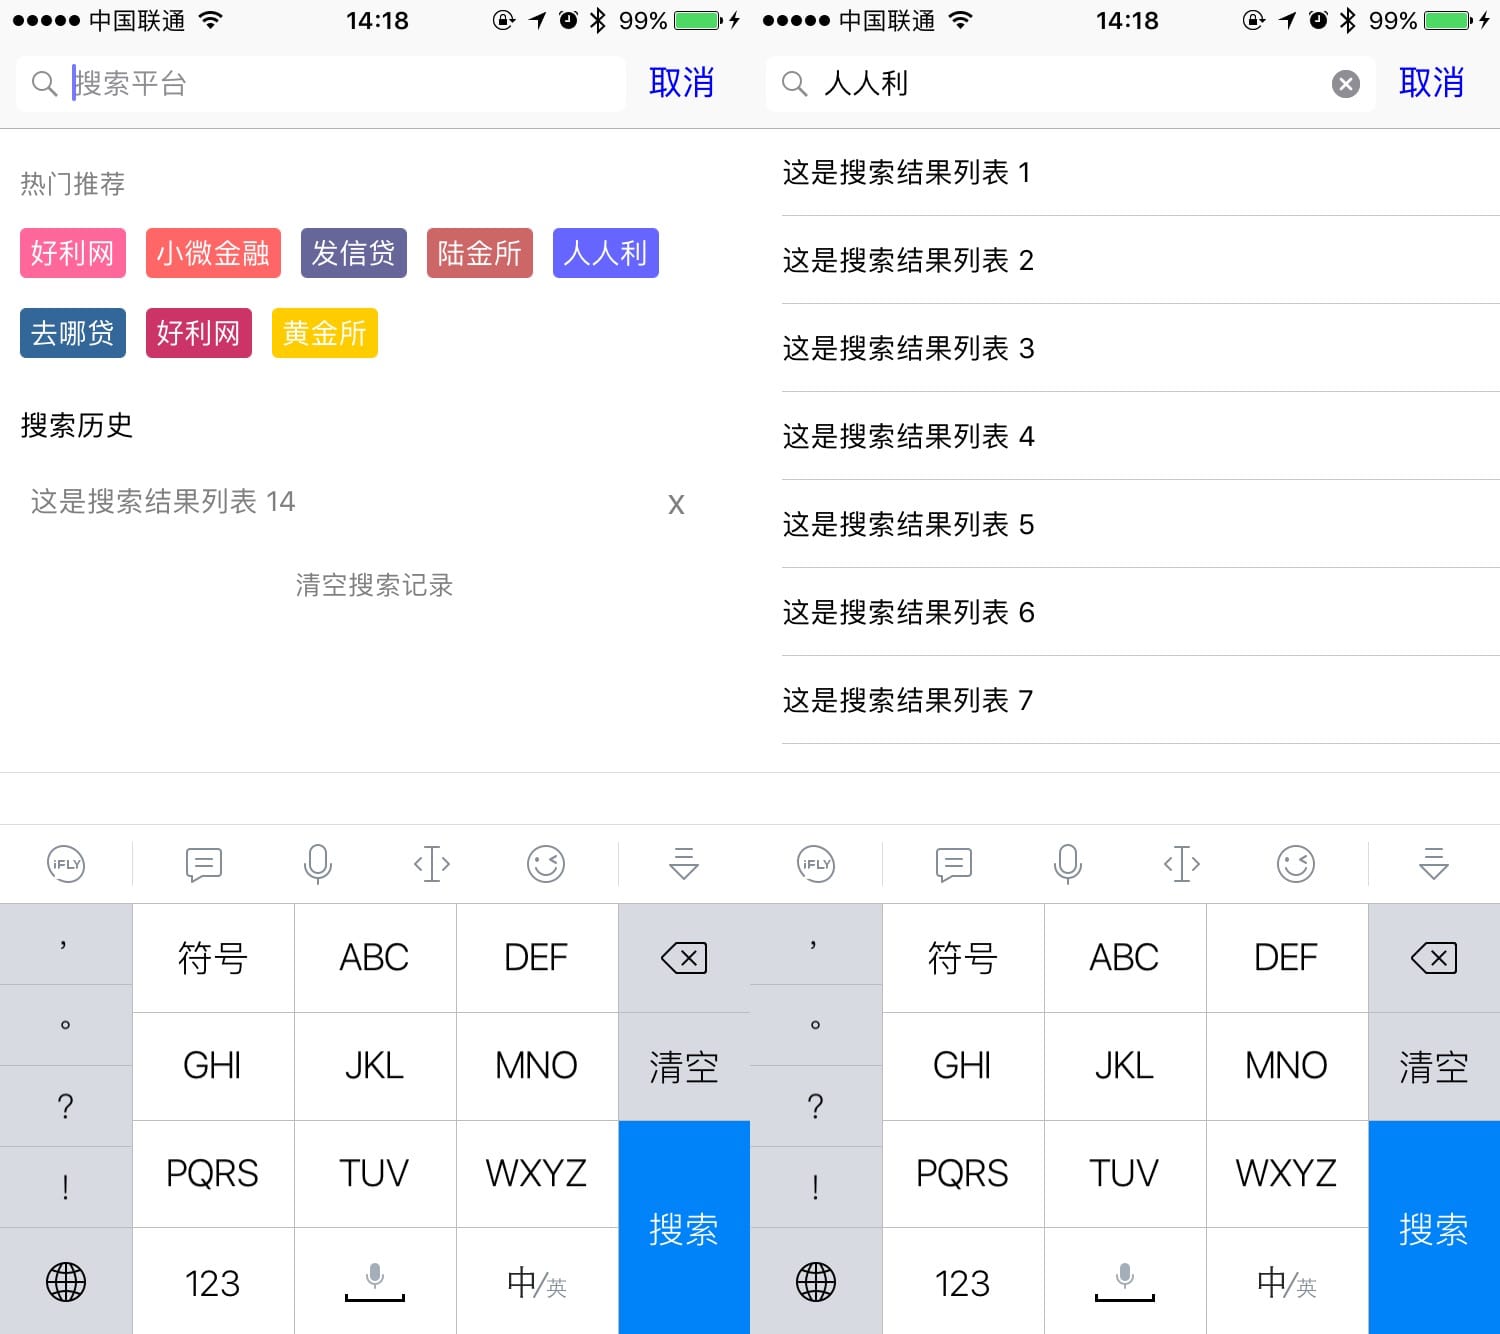 中国联通 14:18 99%
搜索平台 取消
热门推荐
好利网 小微金融 发信贷 陆金所 人人利
去哪贷 好利网 黄金所
搜索历史
这是搜索结果列表 14 X
清空搜索记录
iFLY
， 符号 ABC DEF
。 GHI JKL MNO 清空
?
! PQRS TUV WXYZ 搜索
123 中/英
中国联通 14:18 99%
人人利 取消
这是搜索结果列表 1
这是搜索结果列表 2
这是搜索结果列表 3
这是搜索结果列表 4
这是搜索结果列表 5
这是搜索结果列表 6
这是搜索结果列表 7
iFLY
， 符号 ABC DEF
。 GHI JKL MNO 清空
?
! PQRS TUV WXYZ 搜索
123 中/英